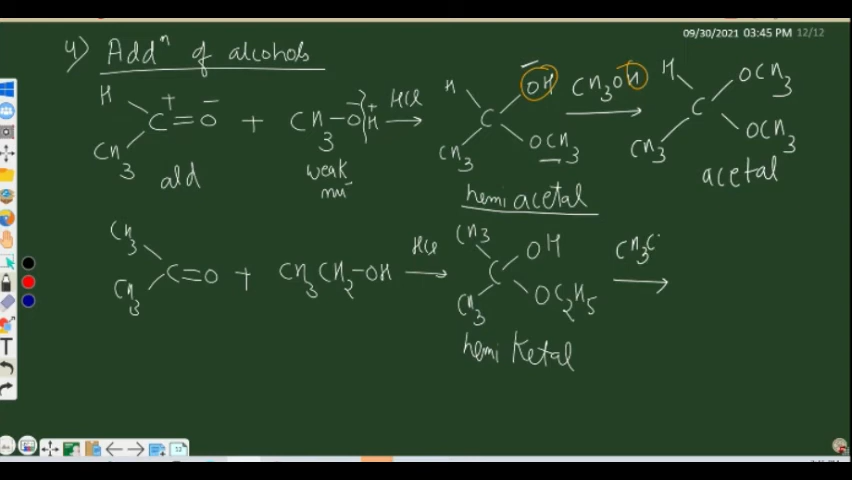 09/30/2021 03:45 PM 12/12
4) Addⁿ of alcohols
H + − CH3 C=O + CH3-O H + HCl → H OH CH3 C OCH3 CH3OH → H OCH3 CH3 C OCH3
ald weak nu− hemi acetal acetal
CH3 CH3 C=O + CH3CH2-OH HCl → CH3 OH CH3 C OC2H5 CH3C →
hemi Ketal
T
12